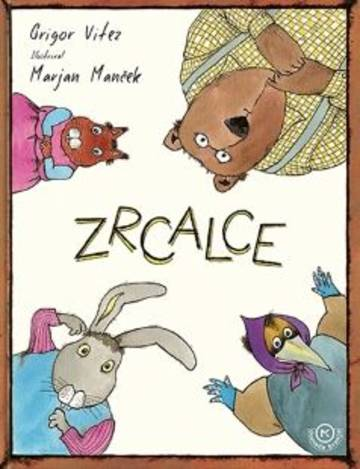 Grigor Vitez
Ilustriral
Marjan Manček
ZRCALCE